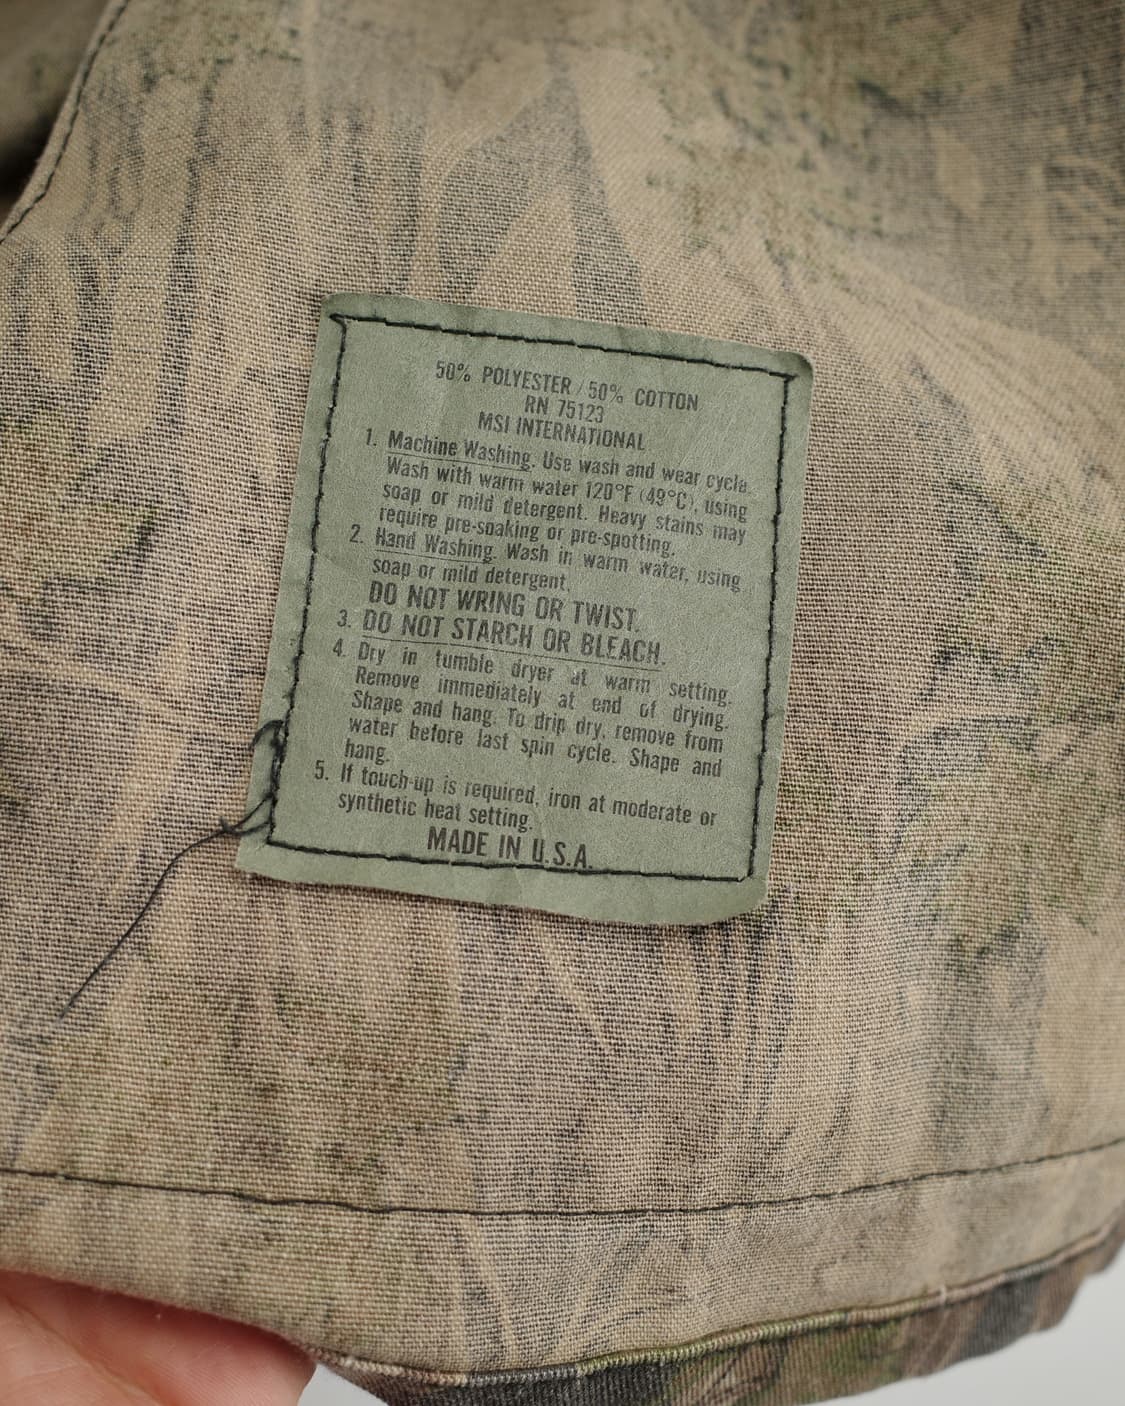 50% POLYESTER / 50% COTTON
RN 75123
MSI INTERNATIONAL
1. Machine Washing. Use wash and wear cycle.
Wash with warm water 120°F (49°C), using
soap or mild detergent. Heavy stains may
require pre-soaking or pre-spotting.
2. Hand Washing. Wash in warm water, using
soap or mild detergent.
DO NOT WRING OR TWIST.
3. DO NOT STARCH OR BLEACH.
4. Dry in tumble dryer at warm setting.
Remove immediately at end of drying.
Shape and hang. To drip dry, remove from
water before last spin cycle. Shape and
hang.
5. If touch-up is required, iron at moderate or
synthetic heat setting.
MADE IN U.S.A.